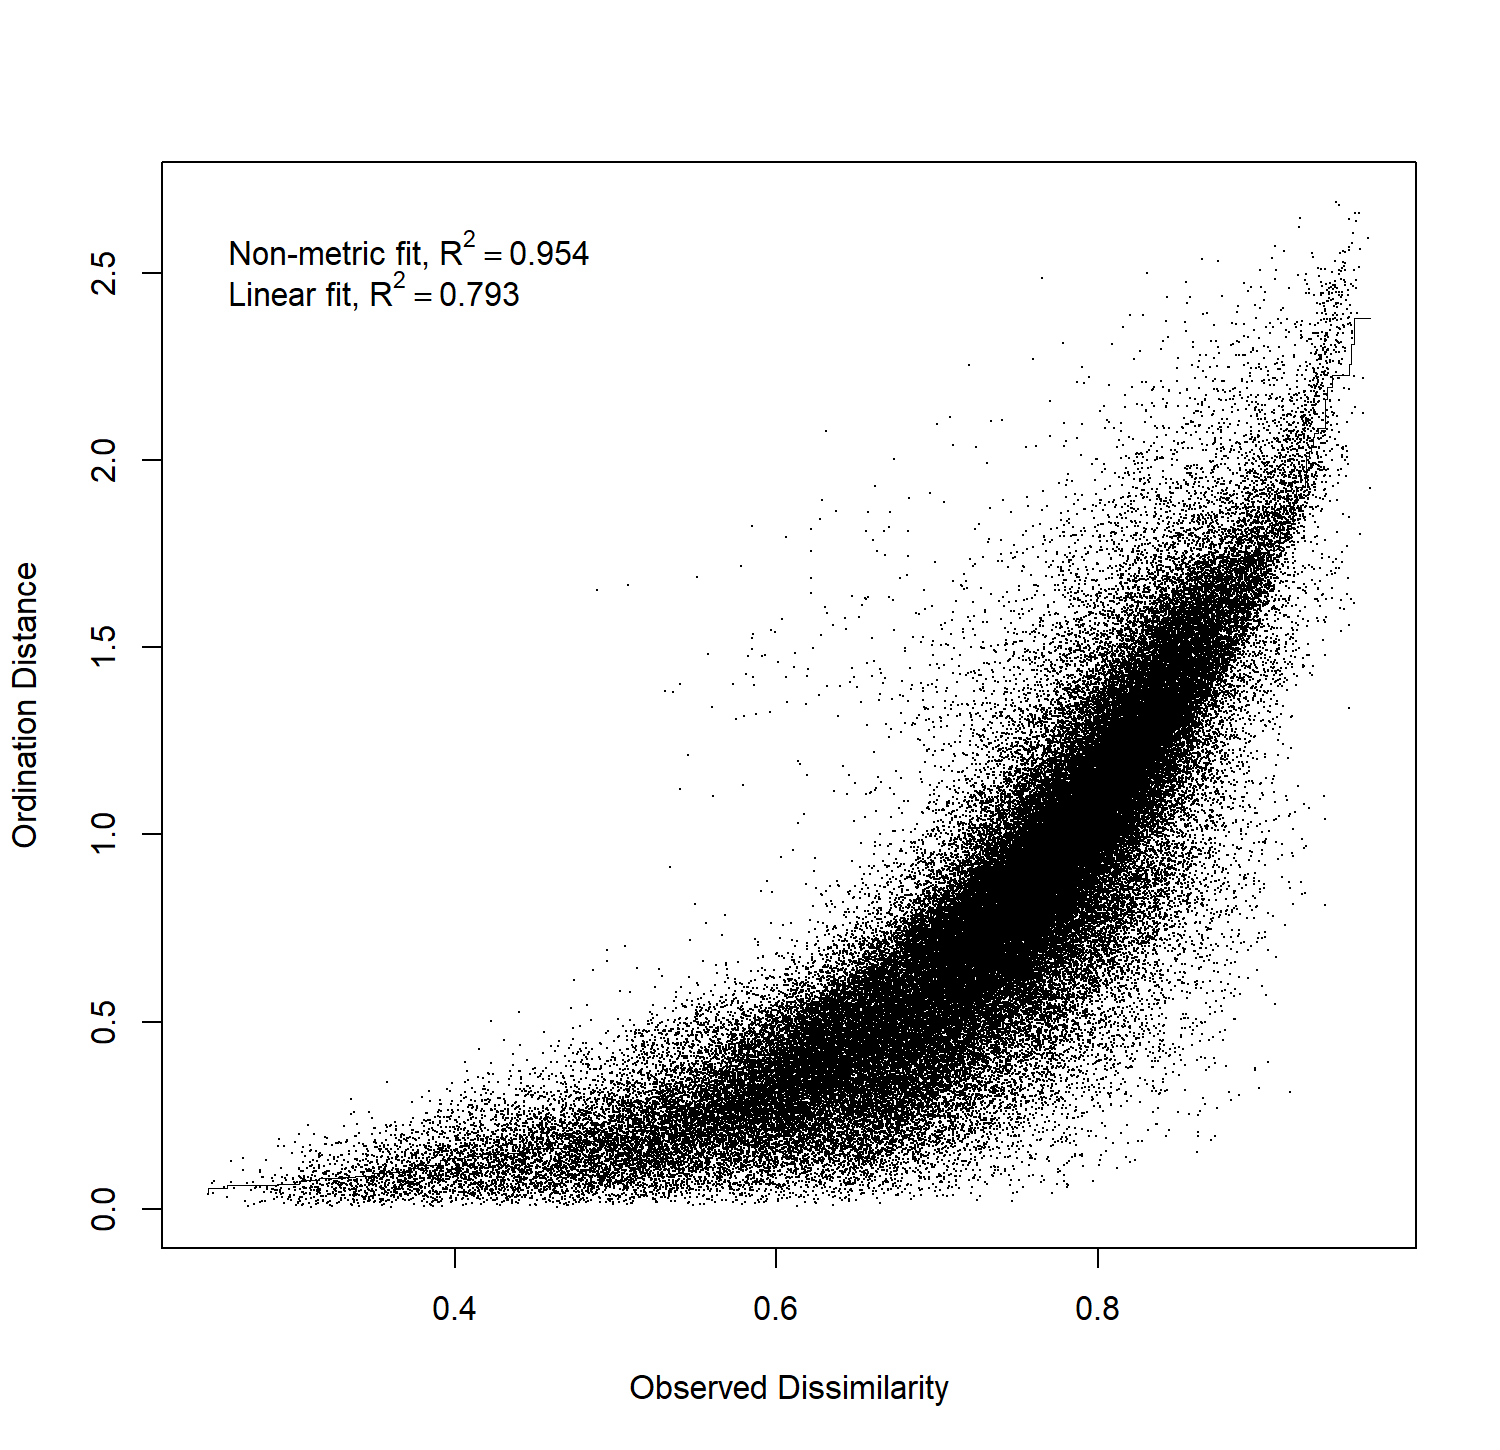 Non-metric fit, R² = 0.954
Linear fit, R² = 0.793
Ordination Distance
2.5
2.0
1.5
1.0
0.5
0.0
0.4 0.6 0.8
Observed Dissimilarity